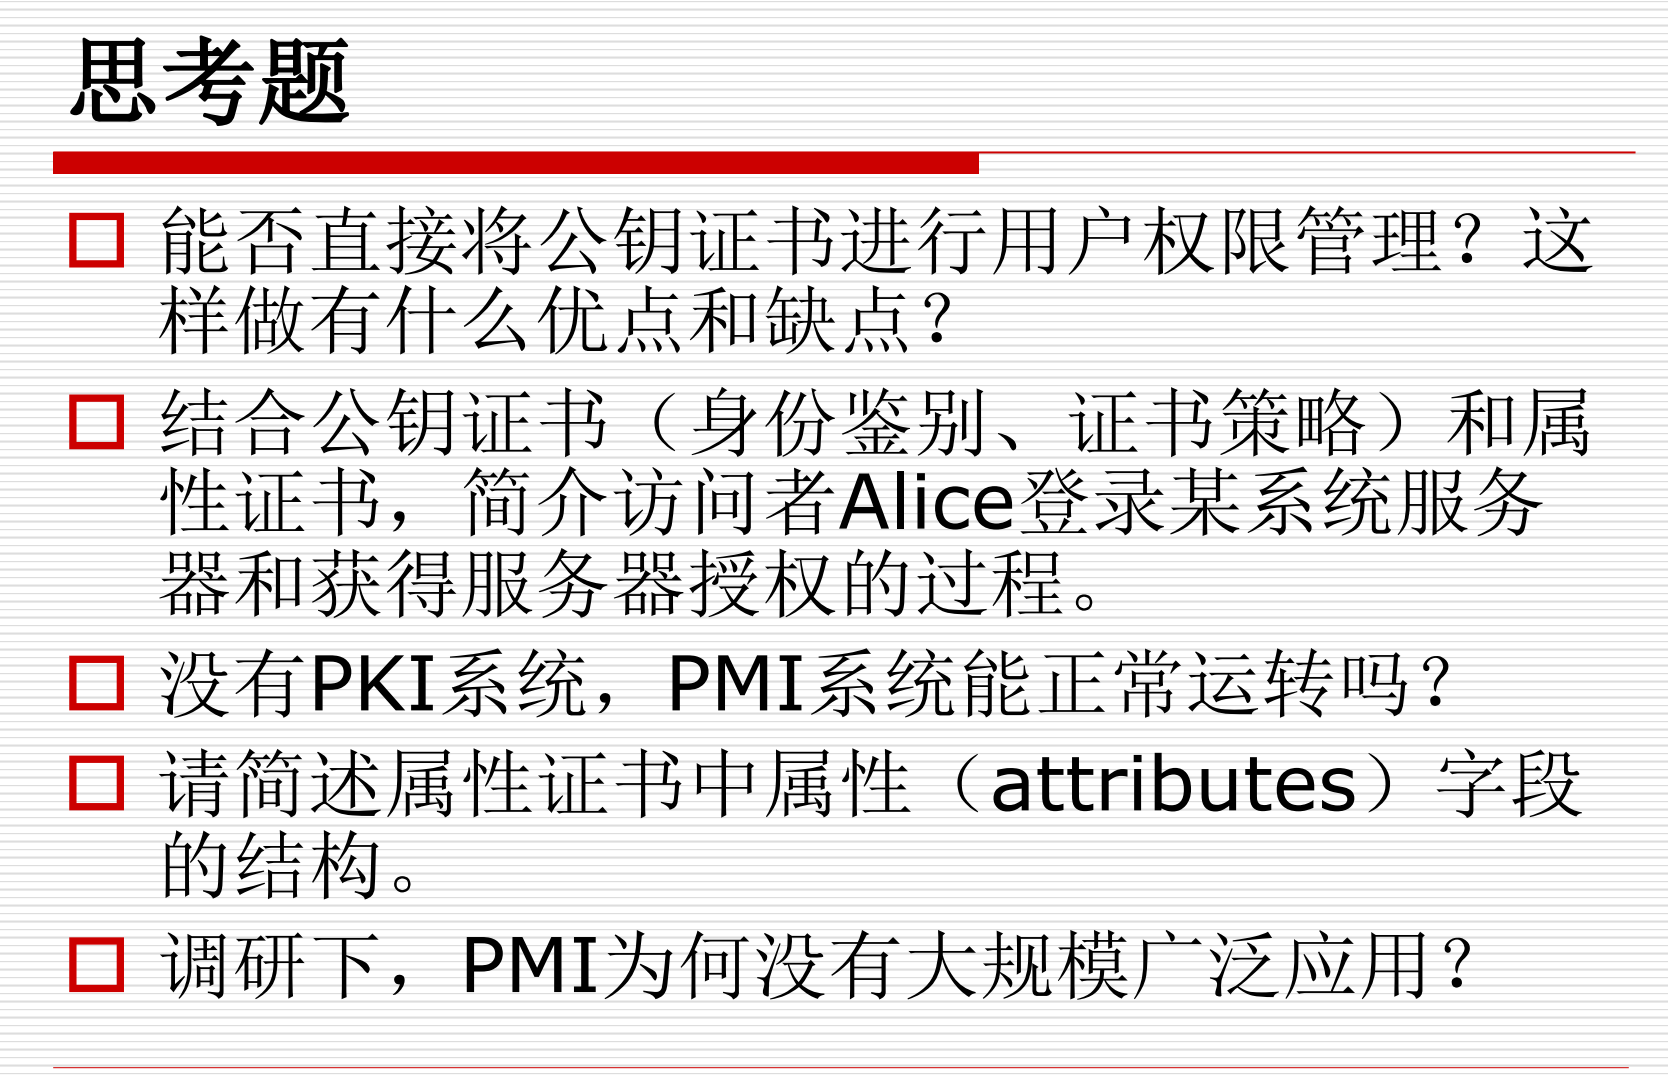 思考题
能否直接将公钥证书进行用户权限管理？这
样做有什么优点和缺点？
结合公钥证书（身份鉴别、证书策略）和属
性证书，简介访问者Alice登录某系统服务
器和获得服务器授权的过程。
没有PKI系统，PMI系统能正常运转吗？
请简述属性证书中属性（attributes）字段
的结构。
调研下，PMI为何没有大规模广泛应用？